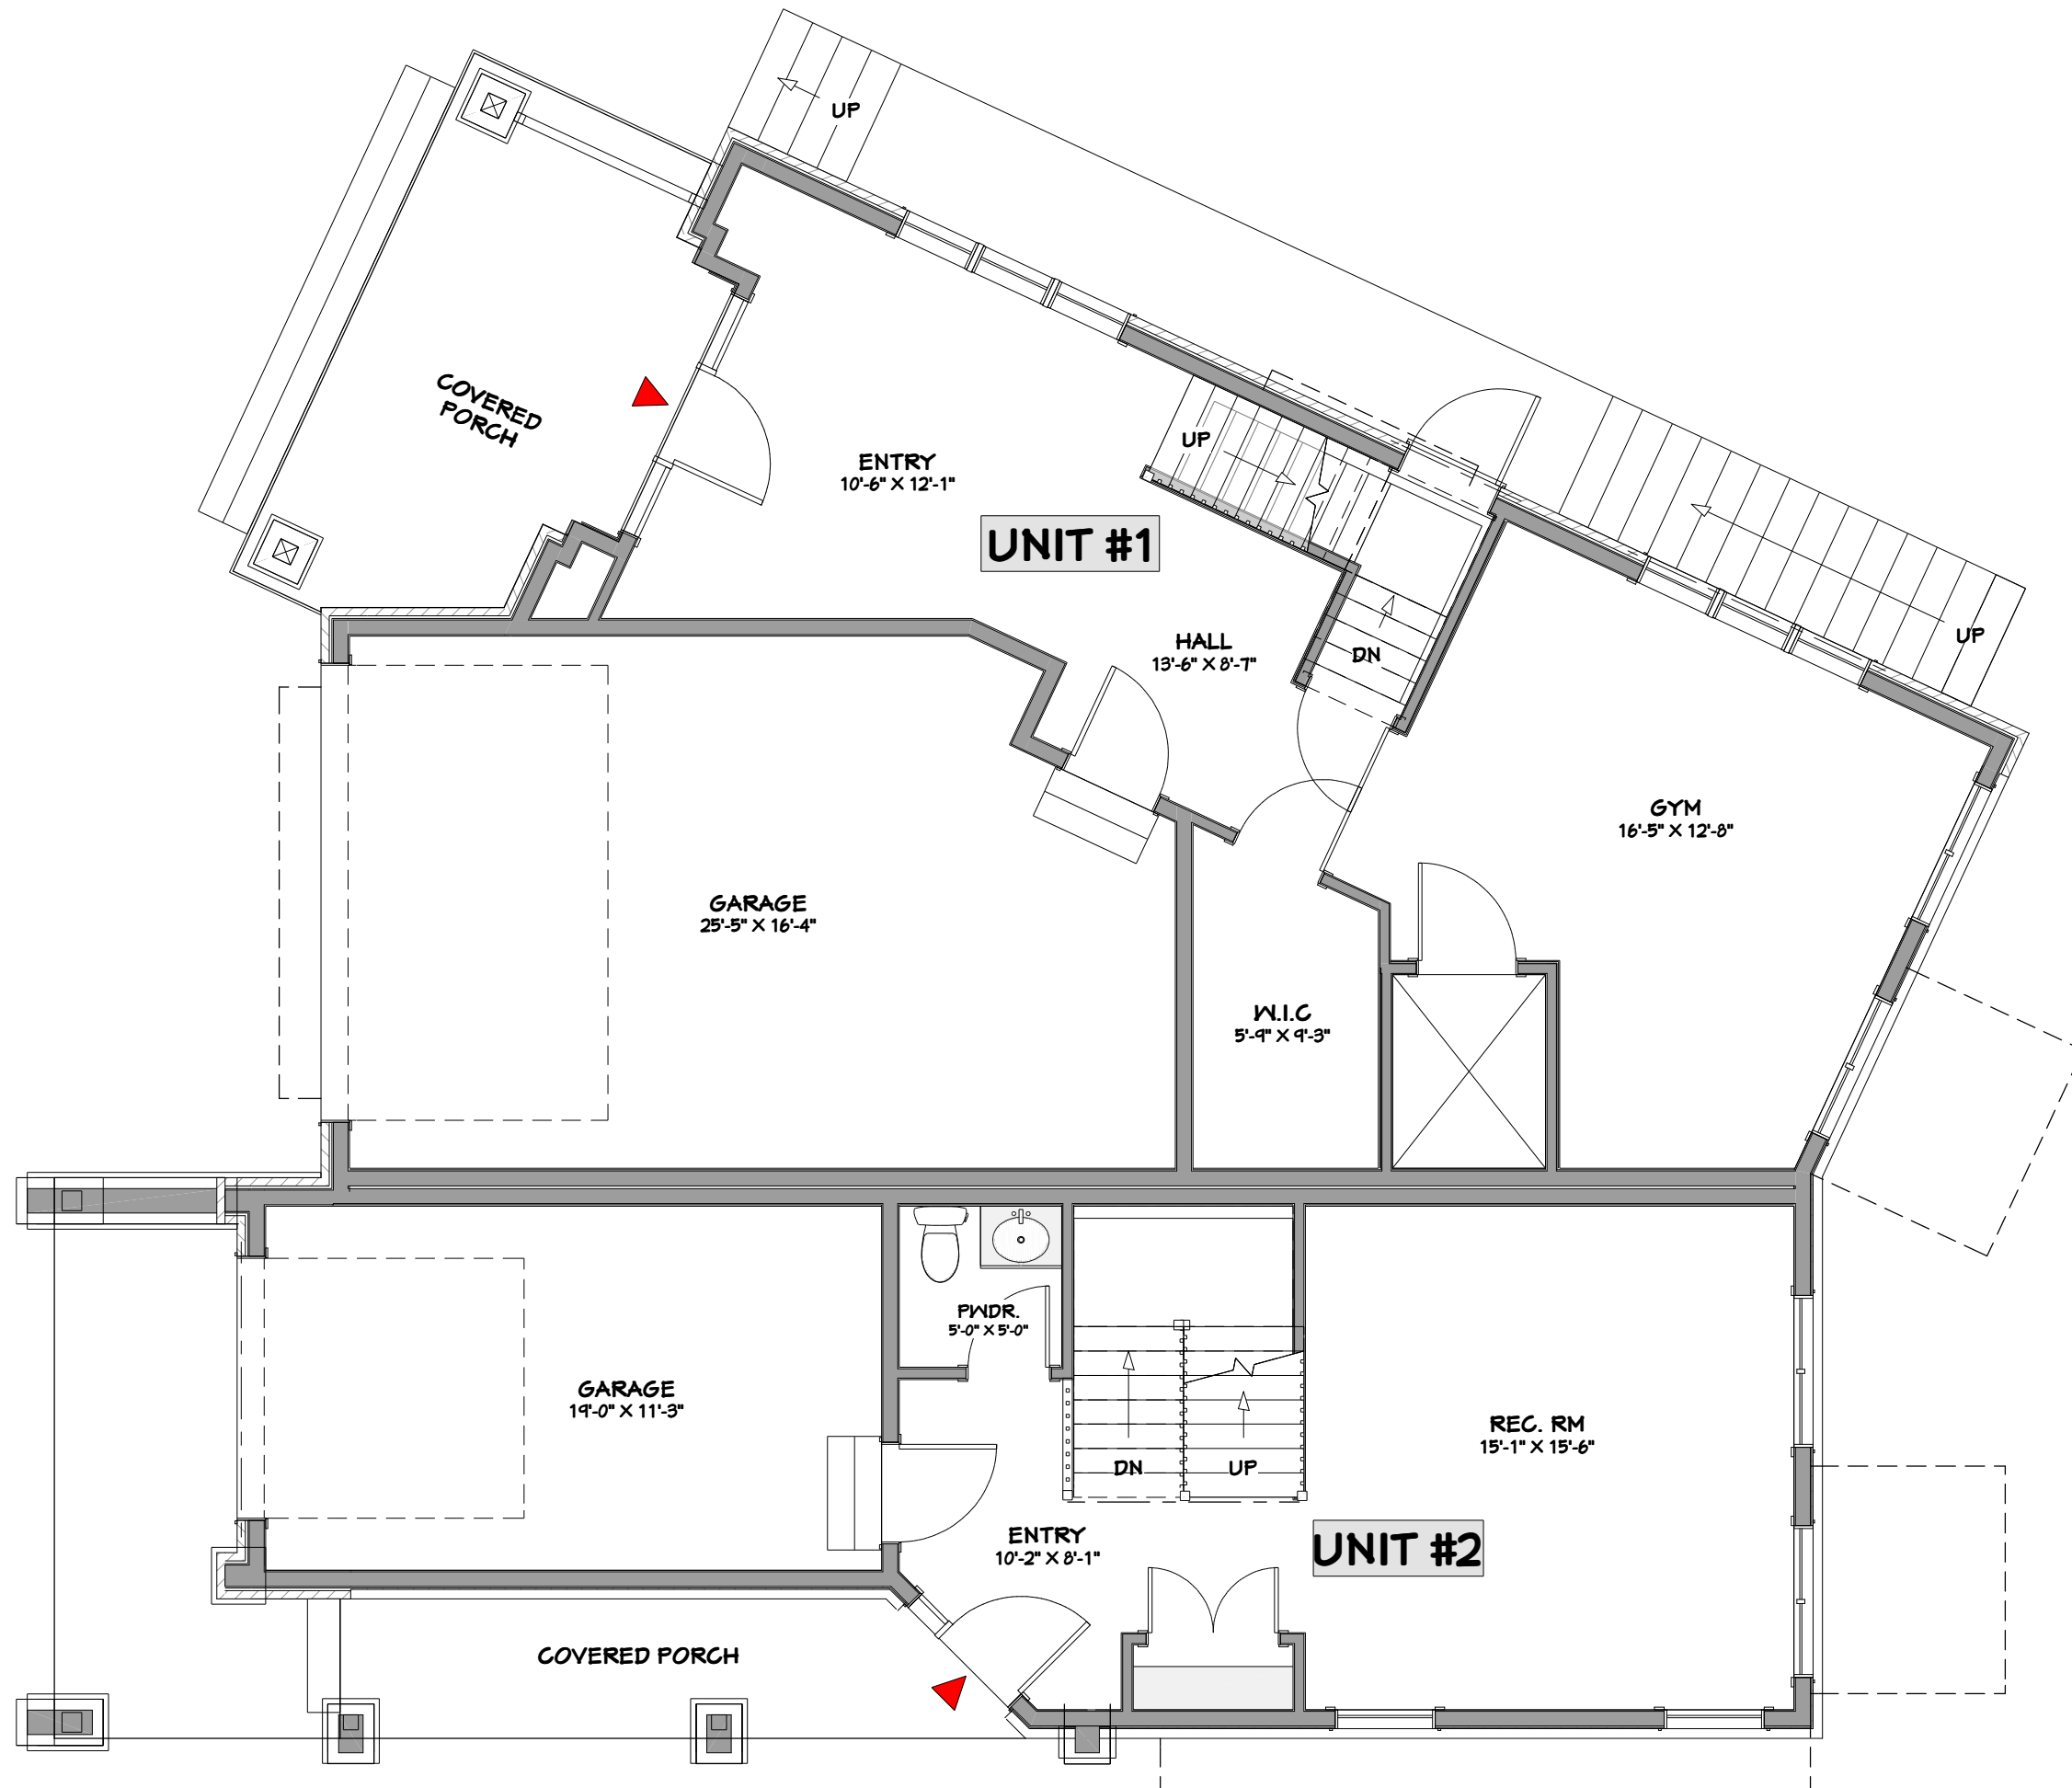 UP
COVERED
PORCH
ENTRY
10'-6" X 12'-1"
UP
UNIT #1
HALL
13'-6" X 8'-7"
DN
UP
GYM
16'-5" X 12'-8"
GARAGE
25'-5" X 16'-4"
W.I.C
5'-9" X 9'-3"
PWDR.
5'-0" X 5'-0"
GARAGE
19'-0" X 11'-3"
REC. RM
15'-1" X 15'-6"
DN
UP
ENTRY
10'-2" X 8'-1"
UNIT #2
COVERED PORCH